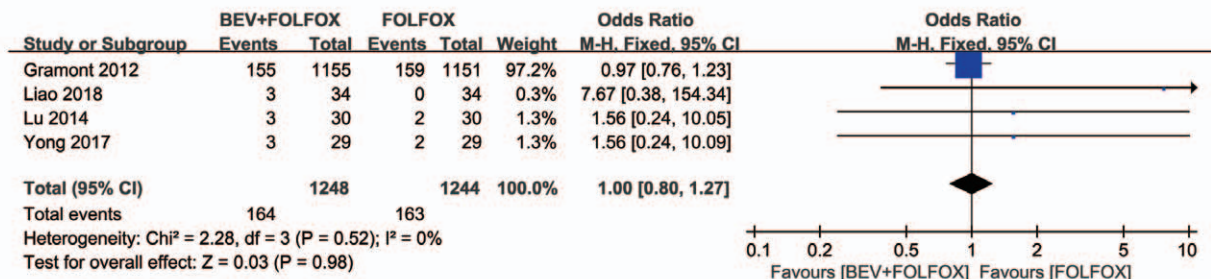 BEV+FOLFOX FOLFOX Odds Ratio Odds Ratio
Study or Subgroup Events Total Events Total Weight M-H. Fixed. 95% CI M-H. Fixed. 95% CI
Gramont 2012 155 1155 159 1151 97.2% 0.97 [0.76, 1.23]
Liao 2018 3 34 0 34 0.3% 7.67 [0.38, 154.34]
Lu 2014 3 30 2 30 1.3% 1.56 [0.24, 10.05]
Yong 2017 3 29 2 29 1.3% 1.56 [0.24, 10.09]
Total (95% CI) 1248 1244 100.0% 1.00 [0.80, 1.27]
Total events 164 163
Heterogeneity: Chi² = 2.28, df = 3 (P = 0.52); I² = 0%
Test for overall effect: Z = 0.03 (P = 0.98)
0.1 0.2 0.5 1 2 5 10
Favours [BEV+FOLFOX] Favours [FOLFOX]